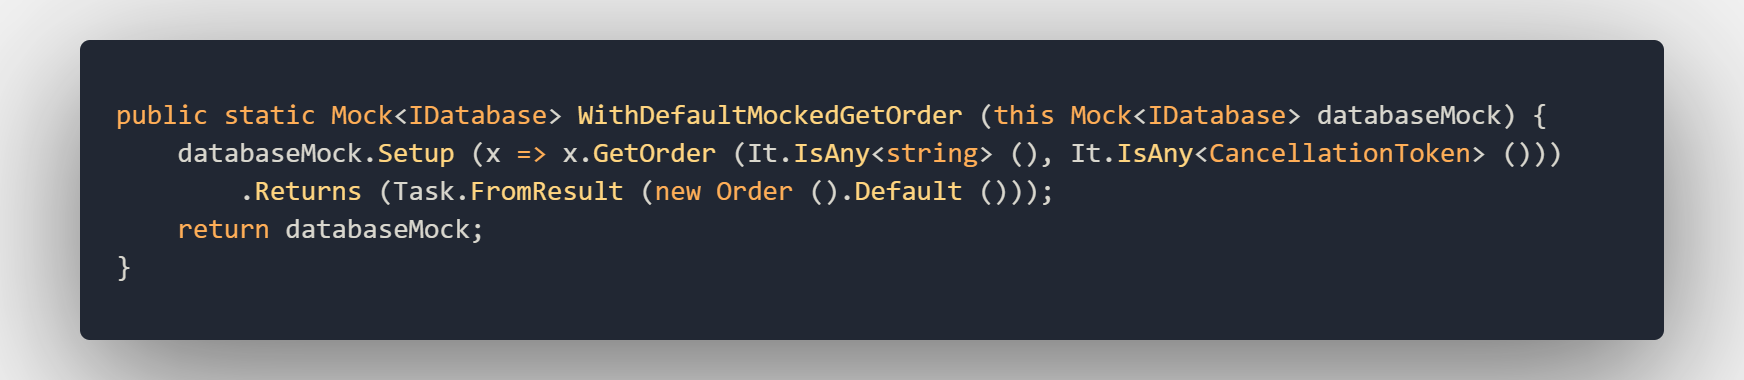 public static Mock<IDatabase> WithDefaultMockedGetOrder (this Mock<IDatabase> databaseMock) {
    databaseMock.Setup (x => x.GetOrder (It.IsAny<string> (), It.IsAny<CancellationToken> ()))
        .Returns (Task.FromResult (new Order ().Default ()));
    return databaseMock;
}